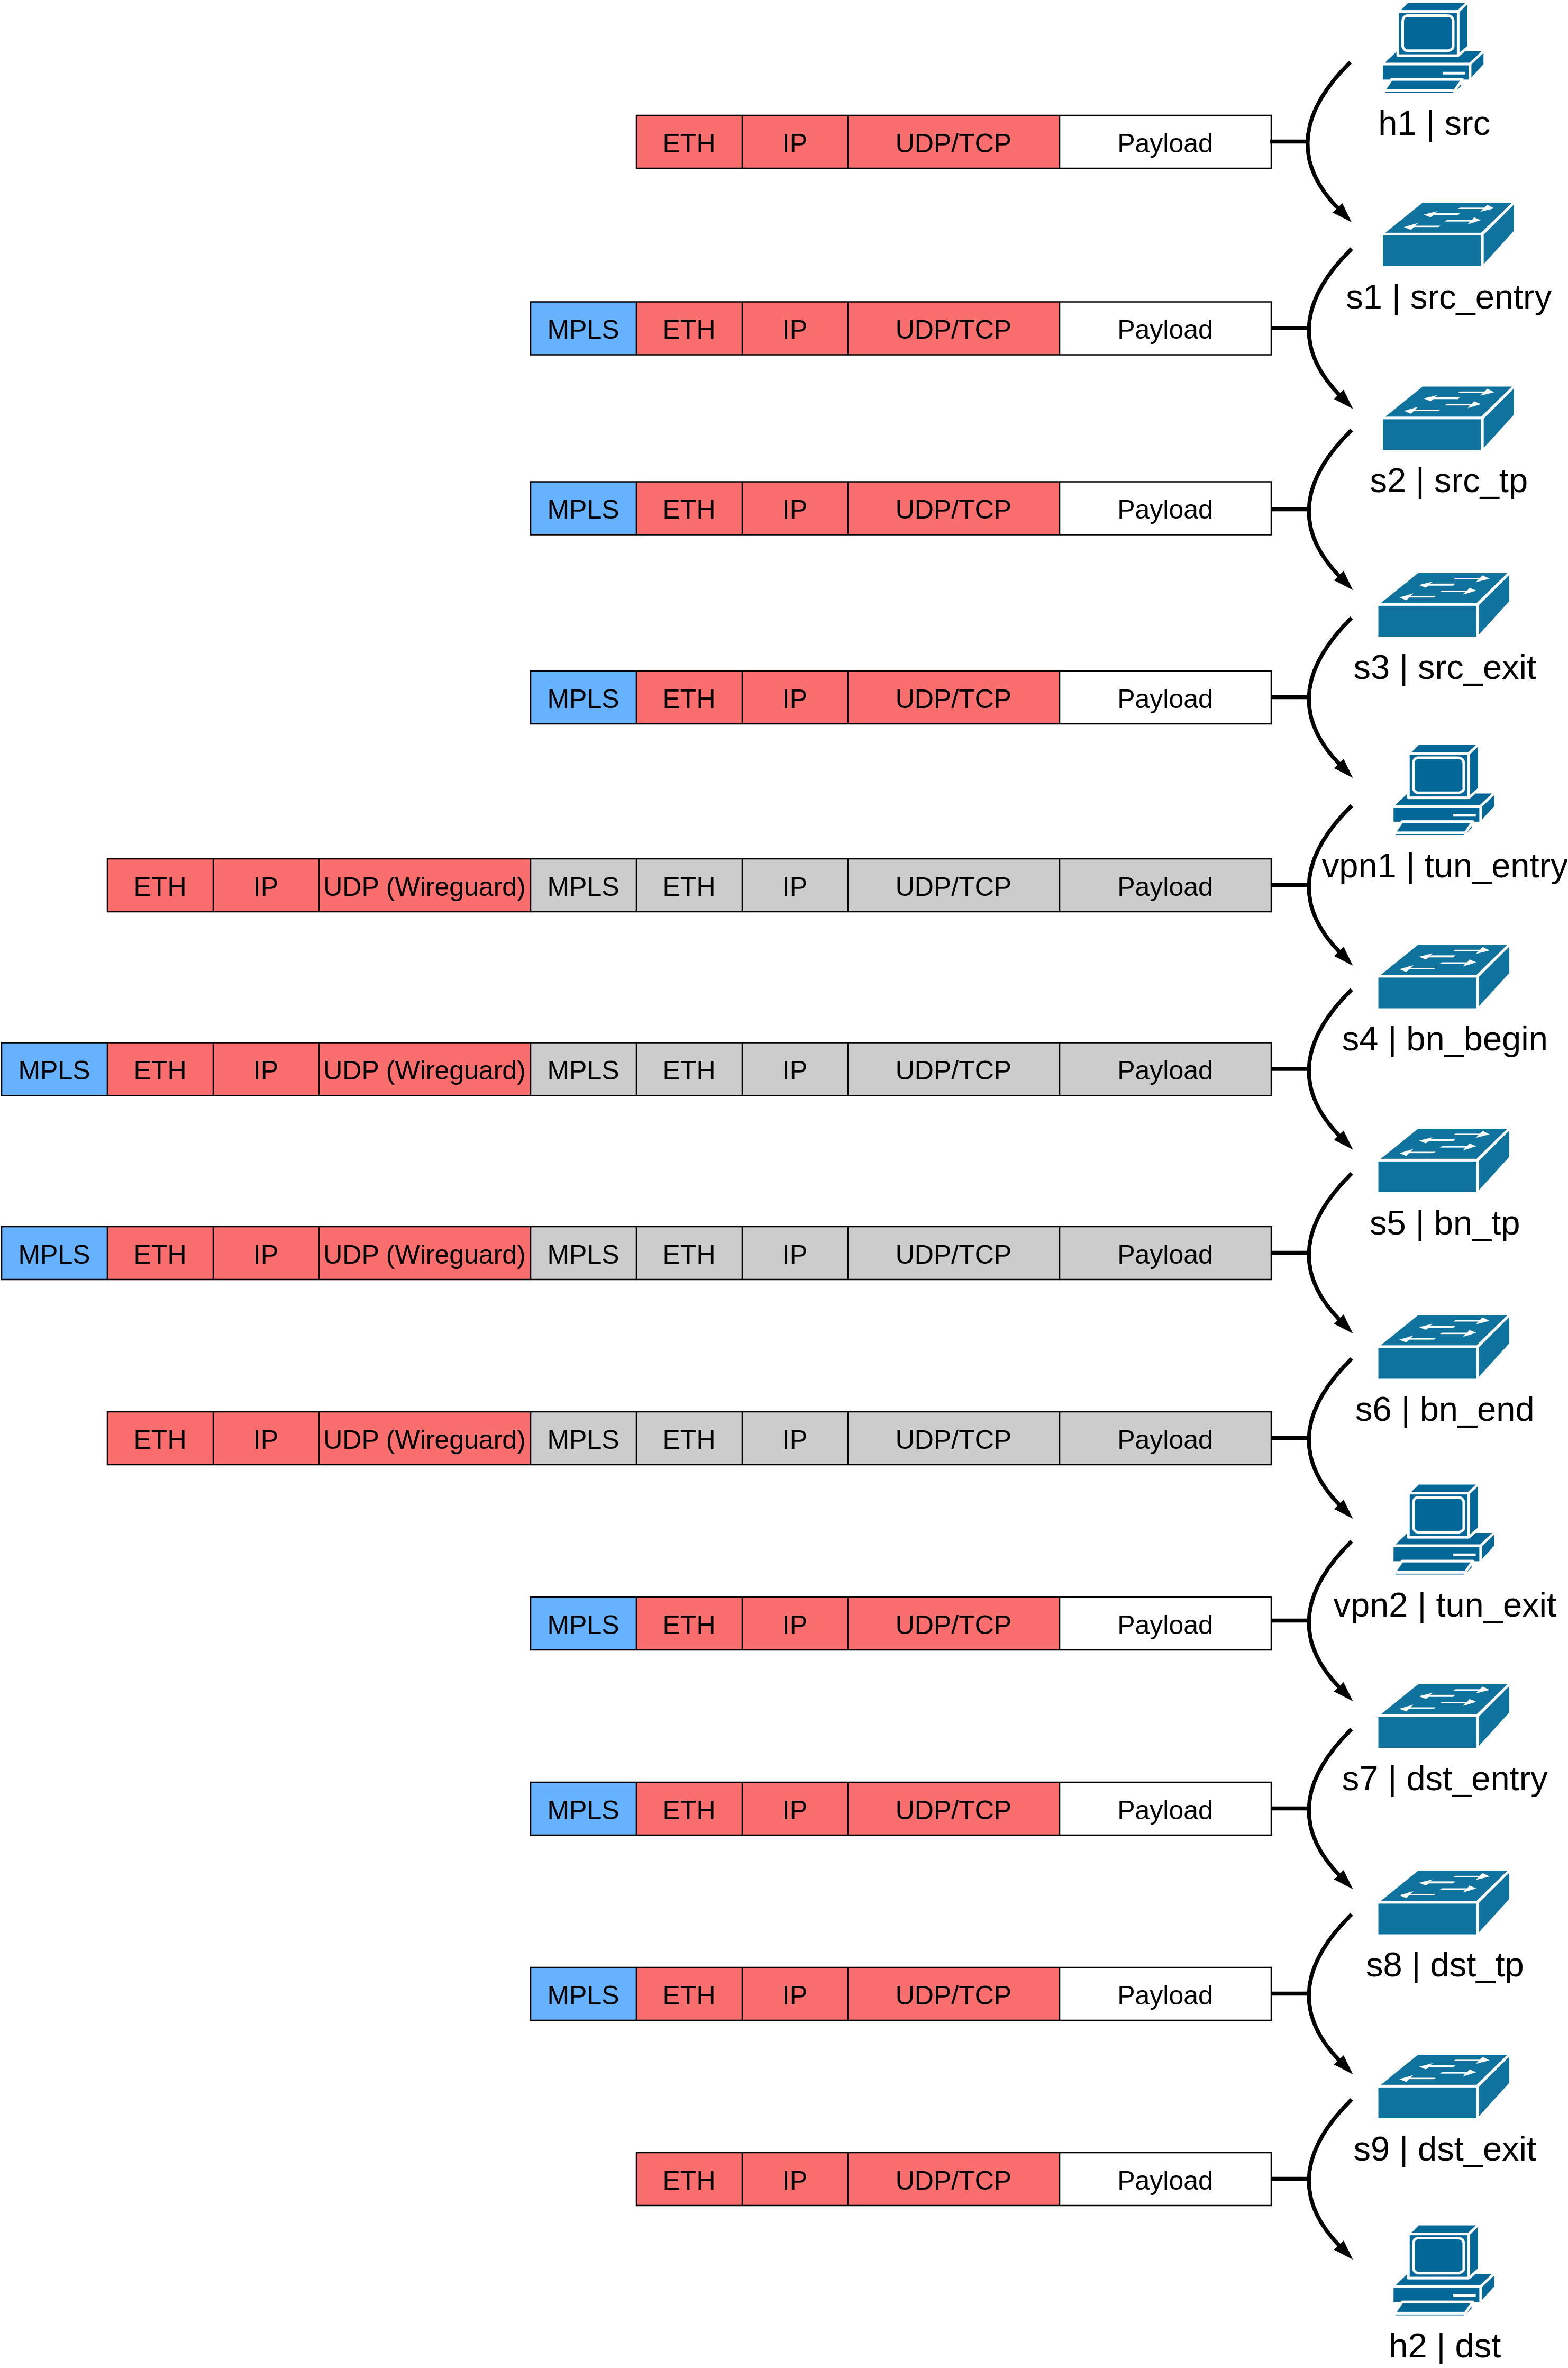 h1 | src
ETH IP UDP/TCP Payload
s1 | src_entry
MPLS ETH IP UDP/TCP Payload
s2 | src_tp
MPLS ETH IP UDP/TCP Payload
s3 | src_exit
MPLS ETH IP UDP/TCP Payload
vpn1 | tun_entry
ETH IP UDP (Wireguard) MPLS ETH IP UDP/TCP Payload
s4 | bn_begin
MPLS ETH IP UDP (Wireguard) MPLS ETH IP UDP/TCP Payload
s5 | bn_tp
MPLS ETH IP UDP (Wireguard) MPLS ETH IP UDP/TCP Payload
s6 | bn_end
ETH IP UDP (Wireguard) MPLS ETH IP UDP/TCP Payload
vpn2 | tun_exit
MPLS ETH IP UDP/TCP Payload
s7 | dst_entry
MPLS ETH IP UDP/TCP Payload
s8 | dst_tp
MPLS ETH IP UDP/TCP Payload
s9 | dst_exit
ETH IP UDP/TCP Payload
h2 | dst